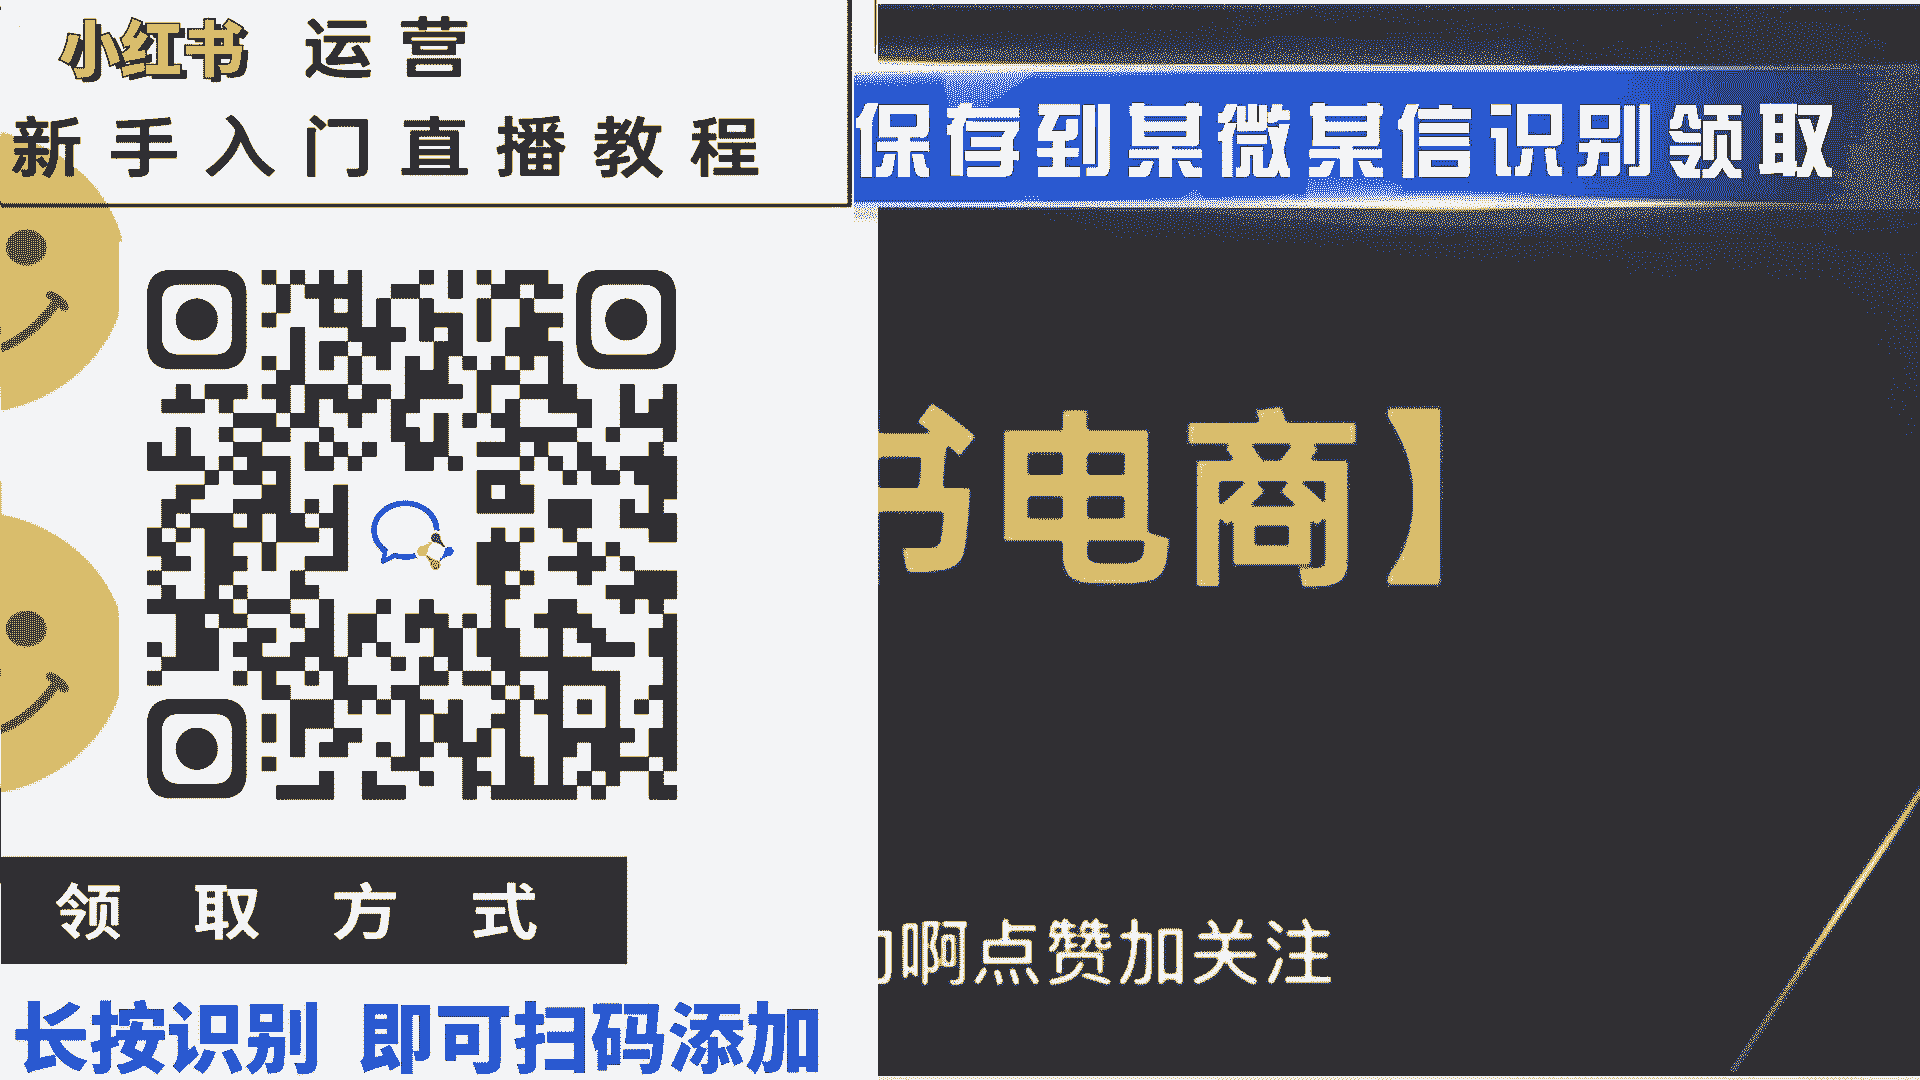 小红书 运营
新手入门直播教程
保存到某微某信识别领取
书电商】
领取方式
啊点赞加关注
长按识别 即可扫码添加